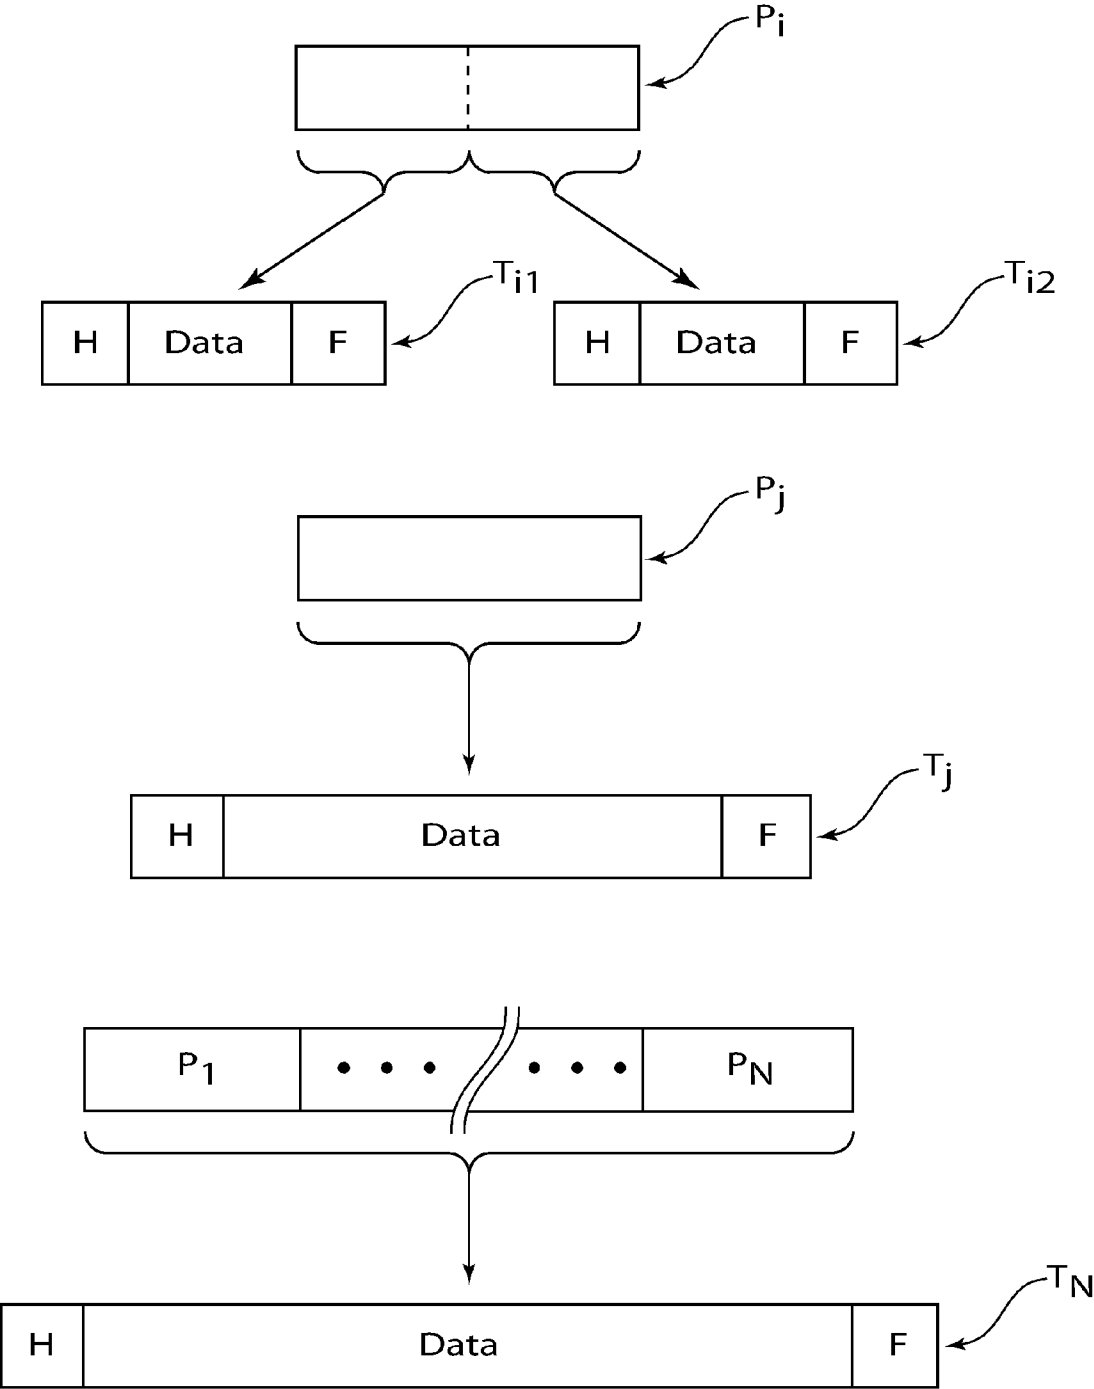 Pi
Ti1
Ti2
H Data F
H Data F
Pj
Tj
H Data F
P1 • • • • • • PN
TN
H Data F